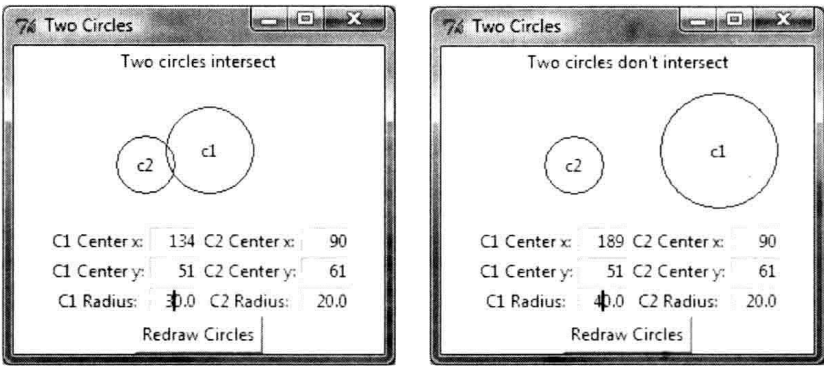 Two Circles
Two circles intersect
c2
c1
C1 Center x: 134 C2 Center x: 90
C1 Center y: 51 C2 Center y: 61
C1 Radius: 30.0 C2 Radius: 20.0
Redraw Circles
Two Circles
Two circles don't intersect
c2
c1
C1 Center x: 189 C2 Center x: 90
C1 Center y: 51 C2 Center y: 61
C1 Radius: 40.0 C2 Radius: 20.0
Redraw Circles